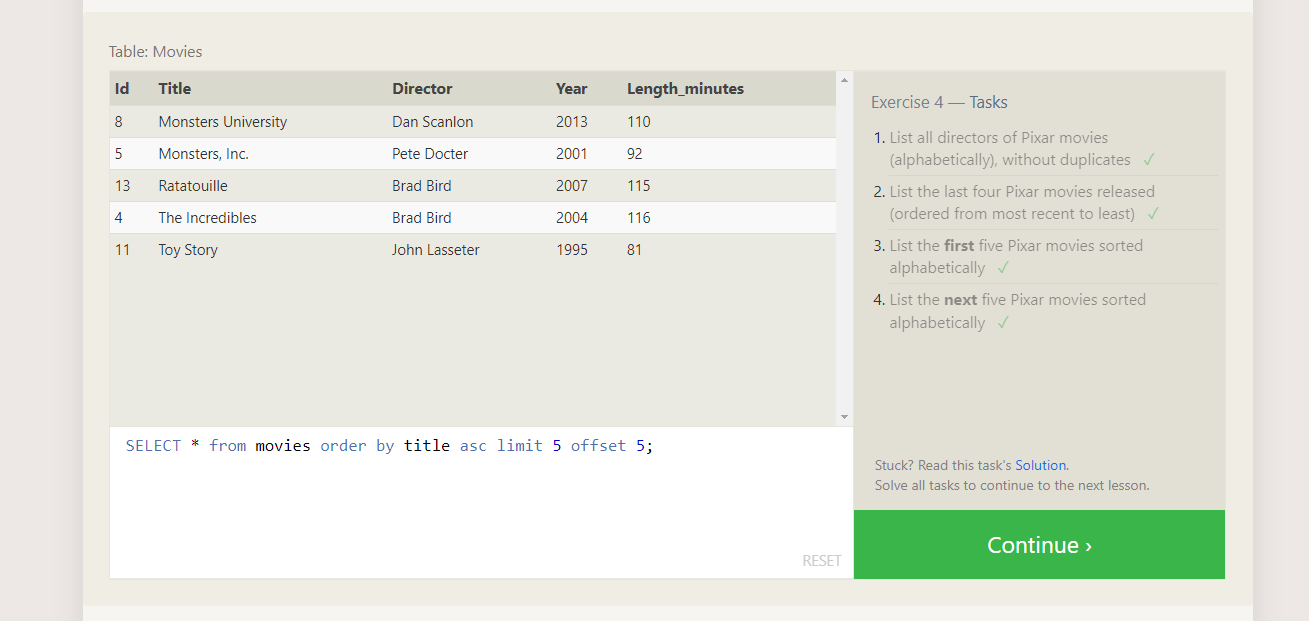 Table: Movies
Id Title Director Year Length_minutes
8 Monsters University Dan Scanlon 2013 110
5 Monsters, Inc. Pete Docter 2001 92
13 Ratatouille Brad Bird 2007 115
4 The Incredibles Brad Bird 2004 116
11 Toy Story John Lasseter 1995 81
SELECT * from movies order by title asc limit 5 offset 5;
RESET
Exercise 4 — Tasks
1. List all directors of Pixar movies
(alphabetically), without duplicates ✓
2. List the last four Pixar movies released
(ordered from most recent to least) ✓
3. List the first five Pixar movies sorted
alphabetically ✓
4. List the next five Pixar movies sorted
alphabetically ✓
Stuck? Read this task's Solution.
Solve all tasks to continue to the next lesson.
Continue ›